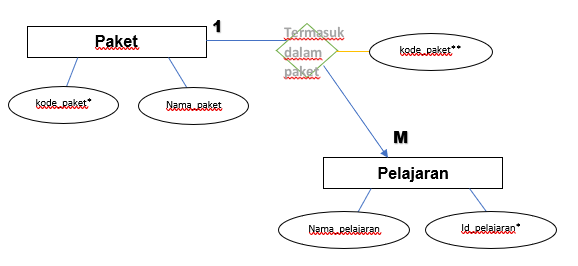 1
Paket
Termasuk
dalam
paket
kode_paket**
kode_paket*
Nama_paket
M
Pelajaran
Nama_pelajaran
Id_pelajaran*